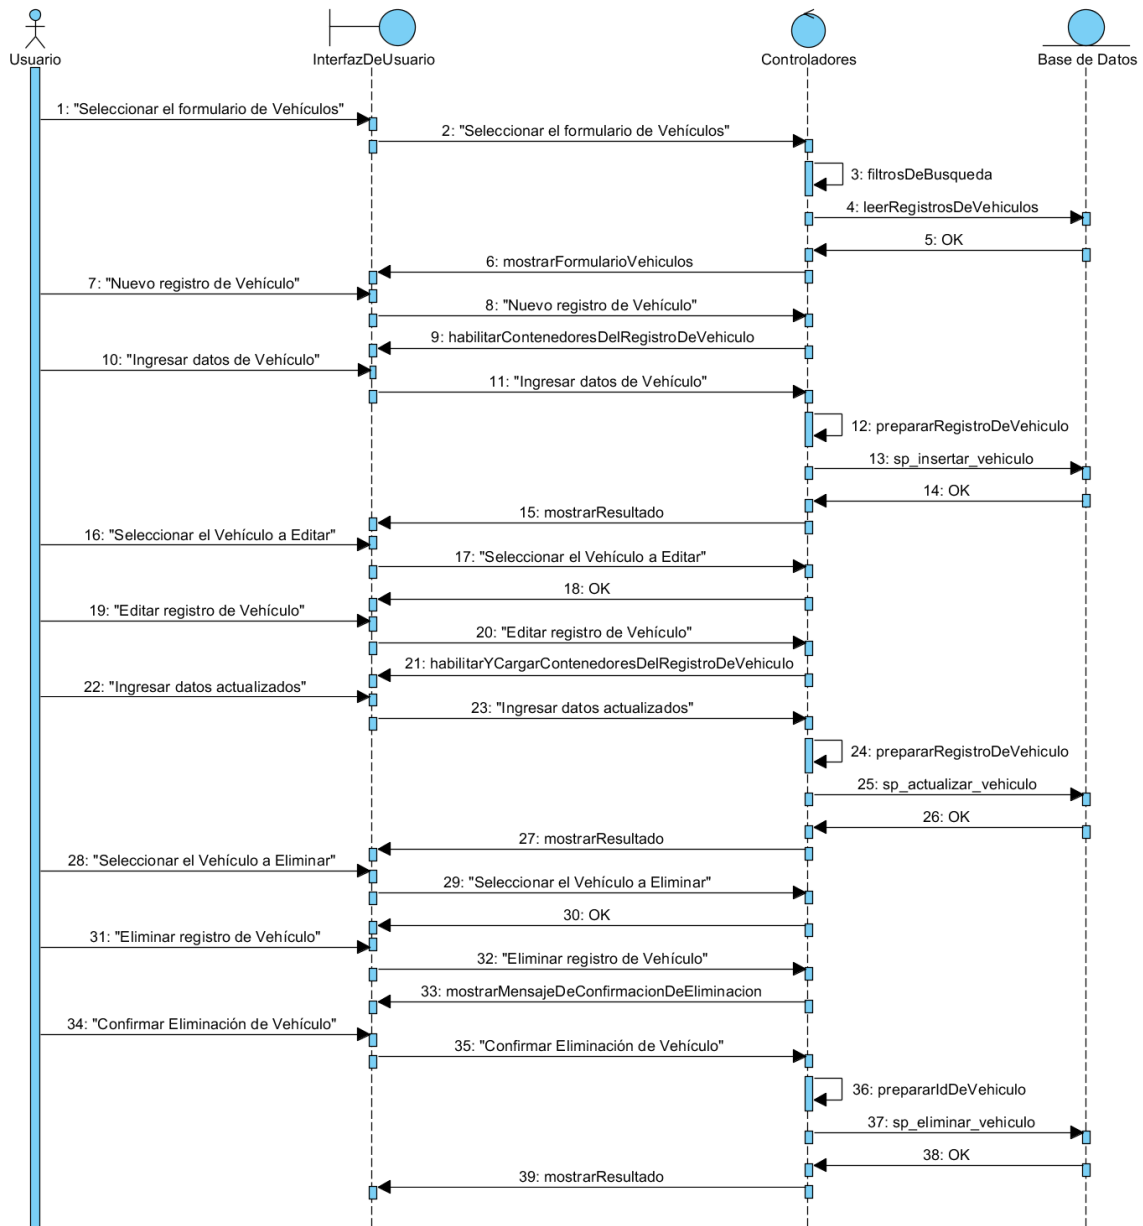 Usuario
InterfazDeUsuario
Controladores
Base de Datos
1: "Seleccionar el formulario de Vehículos"
2: "Seleccionar el formulario de Vehículos"
3: filtrosDeBusqueda
4: leerRegistrosDeVehiculos
5: OK
6: mostrarFormularioVehiculos
7: "Nuevo registro de Vehículo"
8: "Nuevo registro de Vehículo"
9: habilitarContenedoresDelRegistroDeVehiculo
10: "Ingresar datos de Vehículo"
11: "Ingresar datos de Vehículo"
12: prepararRegistroDeVehiculo
13: sp_insertar_vehiculo
14: OK
15: mostrarResultado
16: "Seleccionar el Vehículo a Editar"
17: "Seleccionar el Vehículo a Editar"
18: OK
19: "Editar registro de Vehículo"
20: "Editar registro de Vehículo"
21: habilitarYCargarContenedoresDelRegistroDeVehiculo
22: "Ingresar datos actualizados"
23: "Ingresar datos actualizados"
24: prepararRegistroDeVehiculo
25: sp_actualizar_vehiculo
26: OK
27: mostrarResultado
28: "Seleccionar el Vehículo a Eliminar"
29: "Seleccionar el Vehículo a Eliminar"
30: OK
31: "Eliminar registro de Vehículo"
32: "Eliminar registro de Vehículo"
33: mostrarMensajeDeConfirmacionDeEliminacion
34: "Confirmar Eliminación de Vehículo"
35: "Confirmar Eliminación de Vehículo"
36: prepararIdDeVehiculo
37: sp_eliminar_vehiculo
38: OK
39: mostrarResultado